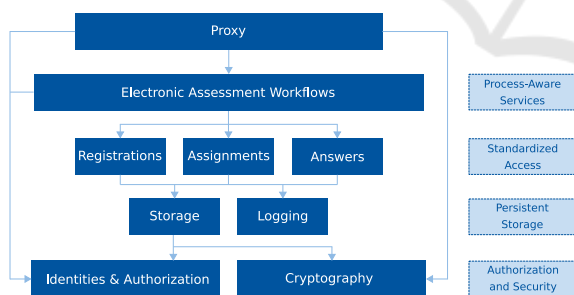 Proxy
Electronic Assessment Workflows
Process-Aware
Services
Registrations
Assignments
Answers
Standardized
Access
Storage
Logging
Persistent
Storage
Identities & Authorization
Cryptography
Authorization
and Security